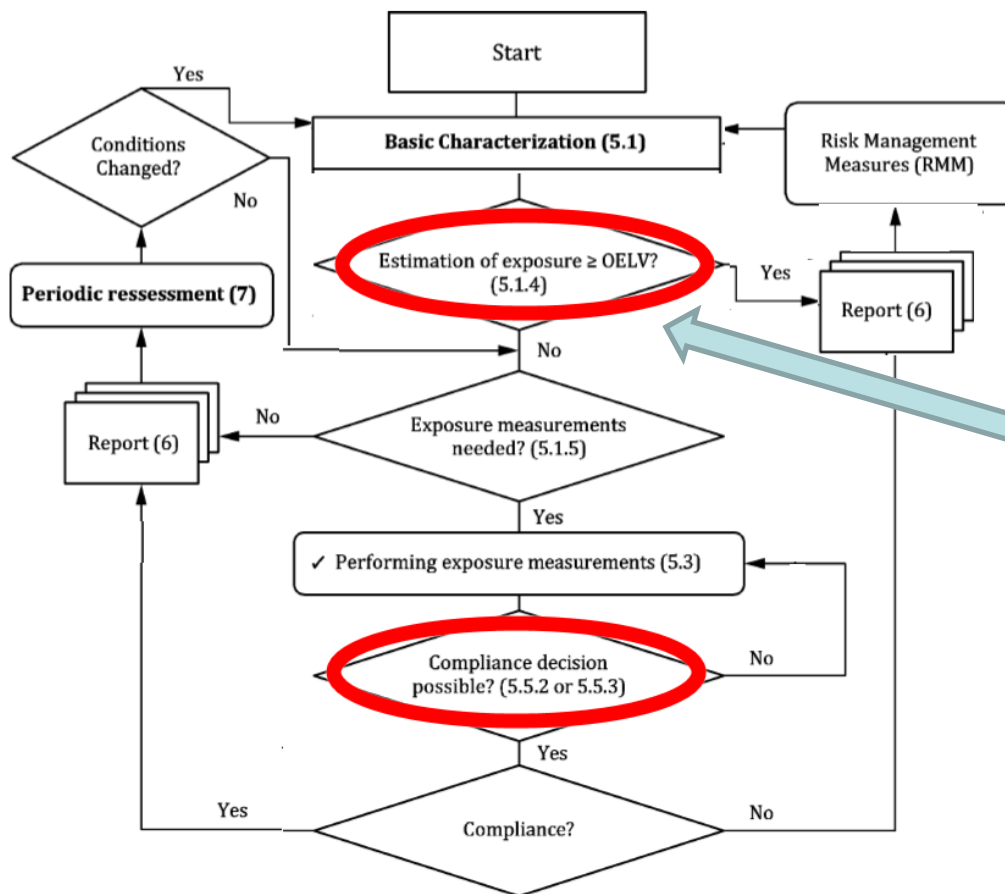 Start
Yes
Basic Characterization (5.1)
Conditions
Changed?
Risk Management
Measures (RMM)
No
Estimation of exposure ≥ OELV?
(5.1.4)
Yes
Periodic ressessment (7)
Report (6)
No
No
Exposure measurements
needed? (5.1.5)
Report (6)
Yes
✓ Performing exposure measurements (5.3)
Compliance decision
possible? (5.5.2 or 5.5.3)
No
Yes
Yes
Compliance?
No